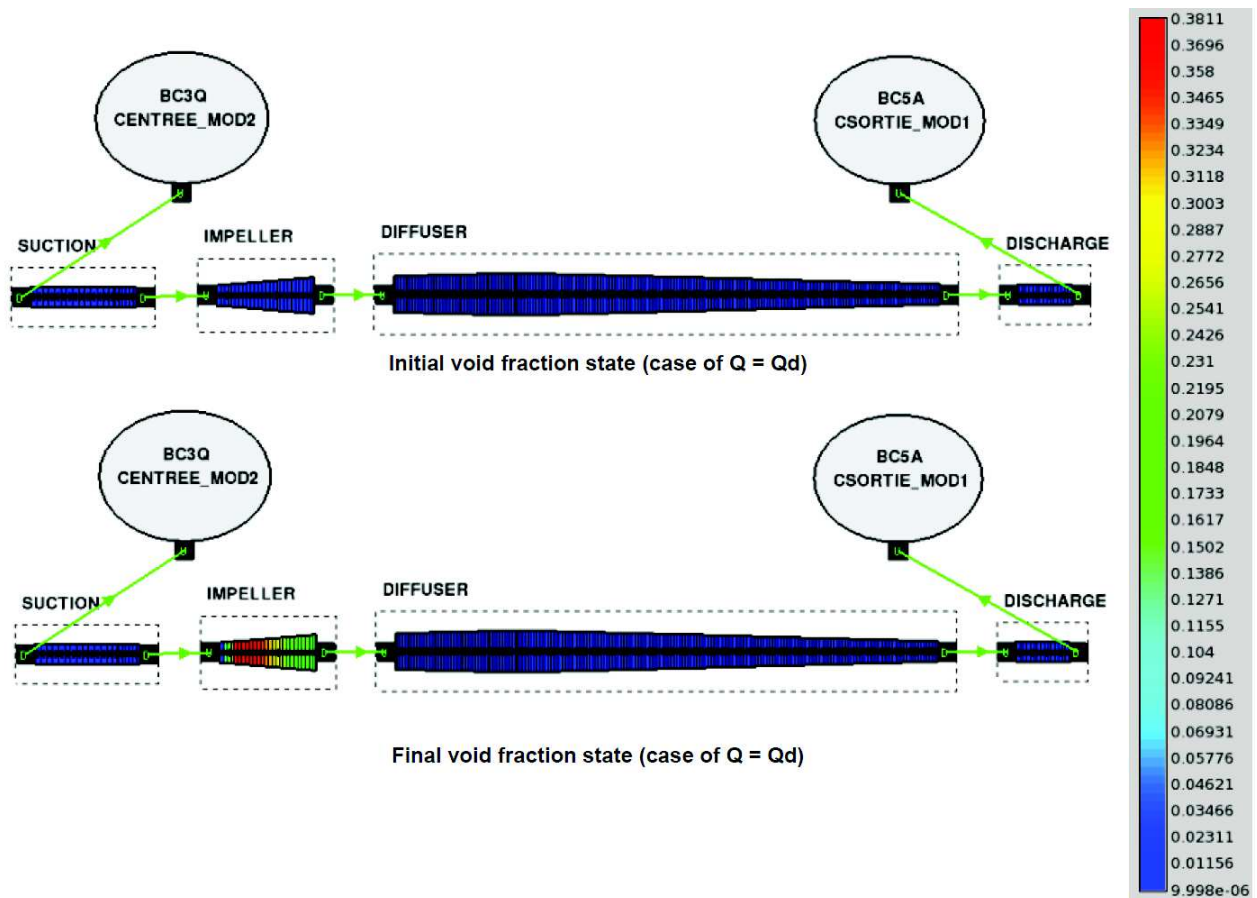 BC3Q
CENTREE_MOD2
BC5A
CSORTIE_MOD1
SUCTION
IMPELLER
DIFFUSER
DISCHARGE
U
U
D
D
U
D
U
D
U
D
Initial void fraction state (case of Q = Qd)
BC3Q
CENTREE_MOD2
BC5A
CSORTIE_MOD1
SUCTION
IMPELLER
DIFFUSER
DISCHARGE
U
U
D
D
U
D
U
D
U
D
Final void fraction state (case of Q = Qd)
0.3811
0.3696
0.358
0.3465
0.3349
0.3234
0.3118
0.3003
0.2887
0.2772
0.2656
0.2541
0.2426
0.231
0.2195
0.2079
0.1964
0.1848
0.1733
0.1617
0.1502
0.1386
0.1271
0.1155
0.104
0.09241
0.08086
0.06931
0.05776
0.04621
0.03466
0.02311
0.01156
9.998e-06